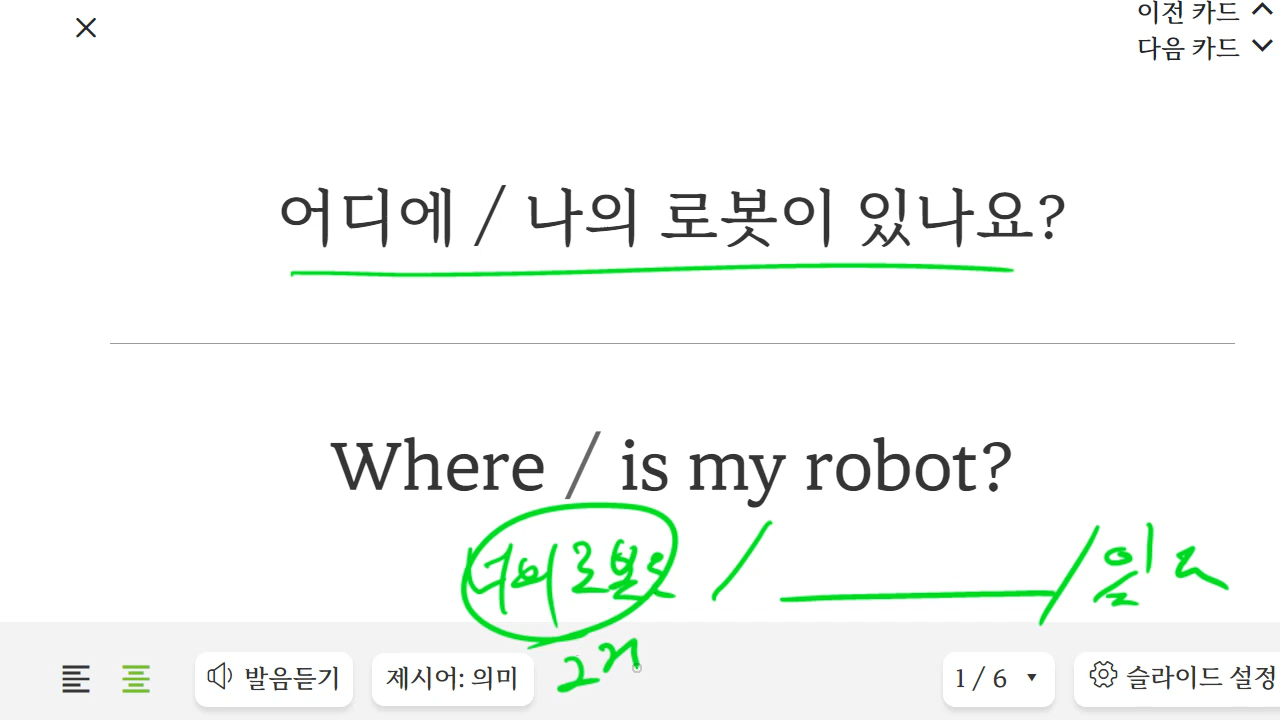 이전 카드
다음 카드
어디에 / 나의 로봇이 있나요?
Where / is my robot?
너의 로봇은 / / 있다
그거
발음듣기 제시어: 의미 1 / 6 슬라이드 설정